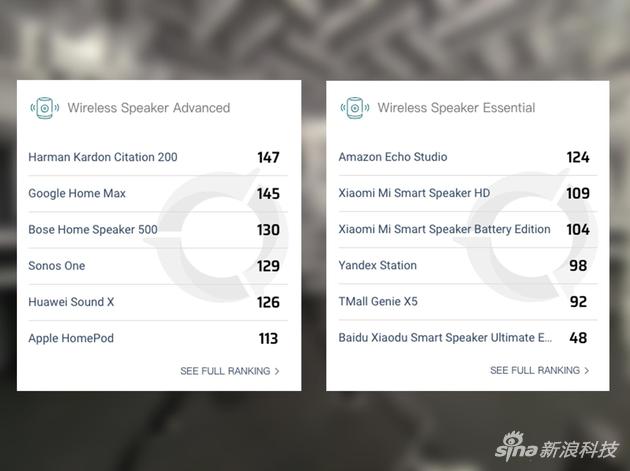 Wireless Speaker Advanced
Harman Kardon Citation 200 147
Google Home Max 145
Bose Home Speaker 500 130
Sonos One 129
Huawei Sound X 126
Apple HomePod 113
SEE FULL RANKING >
Wireless Speaker Essential
Amazon Echo Studio 124
Xiaomi Mi Smart Speaker HD 109
Xiaomi Mi Smart Speaker Battery Edition 104
Yandex Station 98
TMall Genie X5 92
Baidu Xiaodu Smart Speaker Ultimate E... 48
SEE FULL RANKING >
sina 新浪科技